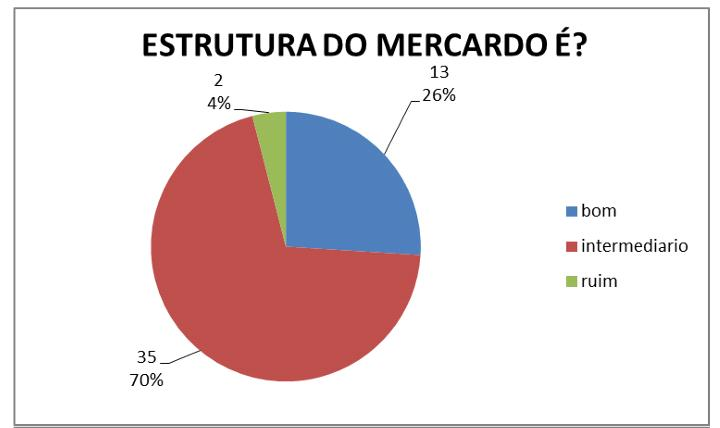 ESTRUTURA DO MERCARDO É?
2
4%
13
26%
35
70%
bom
intermediario
ruim